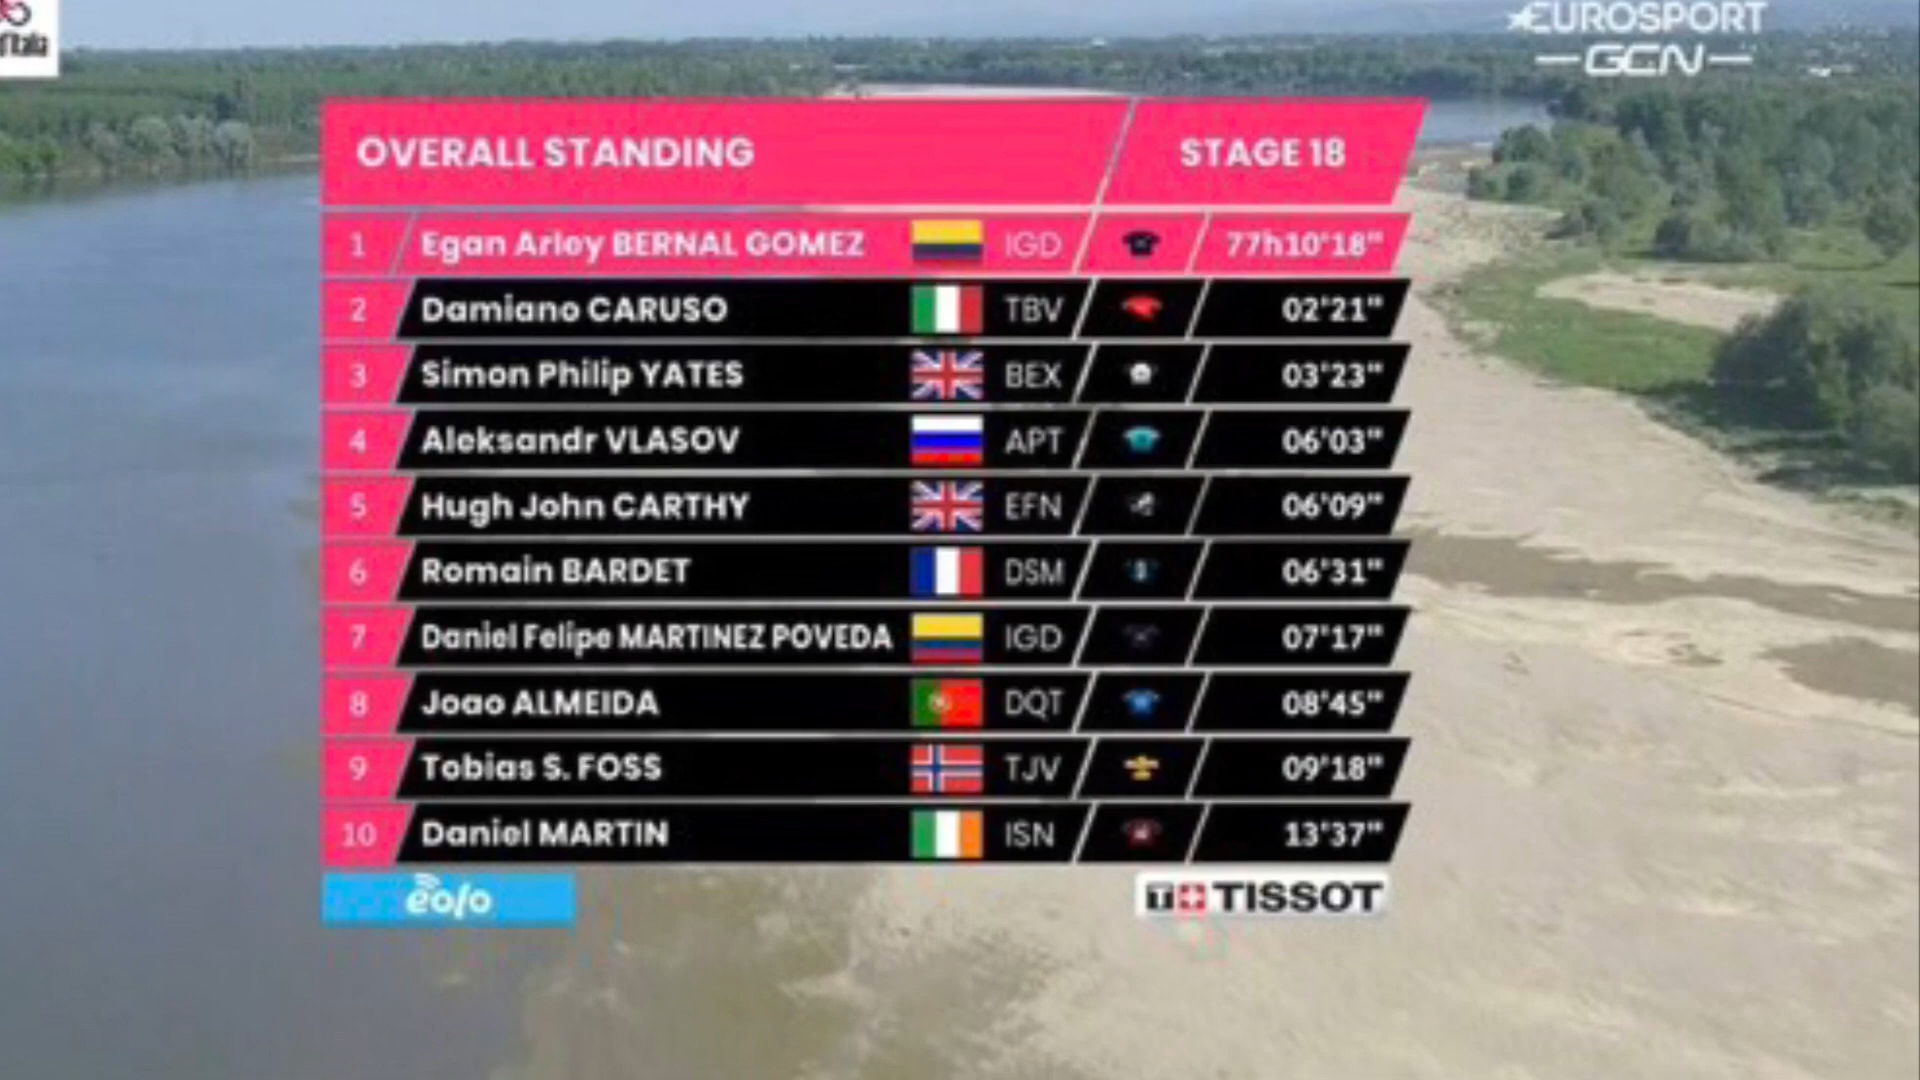 d'Italia
EUROSPORT
GCN
OVERALL STANDING STAGE 18
1 Egan Arley BERNAL GOMEZ IGD 77h10'18"
2 Damiano CARUSO TBV 02'21"
3 Simon Philip YATES BEX 03'23"
4 Aleksandr VLASOV APT 06'03"
5 Hugh John CARTHY EFN 06'09"
6 Romain BARDET DSM 06'31"
7 Daniel Felipe MARTINEZ POVEDA IGD 07'17"
8 Joao ALMEIDA DQT 08'45"
9 Tobias S. FOSS TJV 09'18"
10 Daniel MARTIN ISN 13'37"
eolo T+ TISSOT